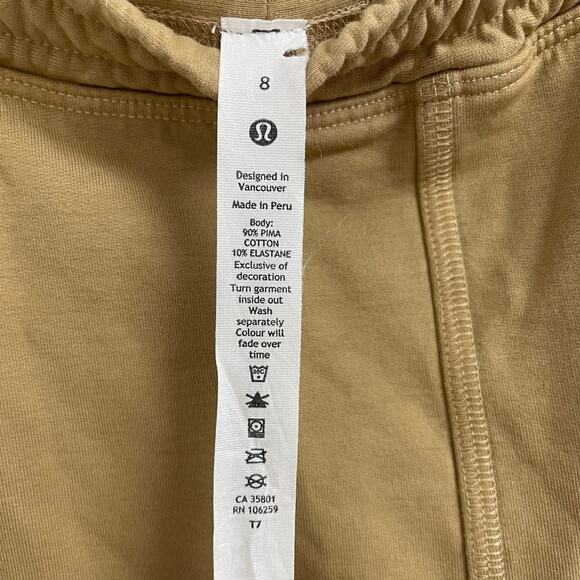 8
Designed in
Vancouver
Made in Peru
Body:
90% PIMA
COTTON
10% ELASTANE
Exclusive of
decoration
Turn garment
inside out
Wash
separately
Colour will
fade over
time
30C
CA 35801
RN 106259
T7